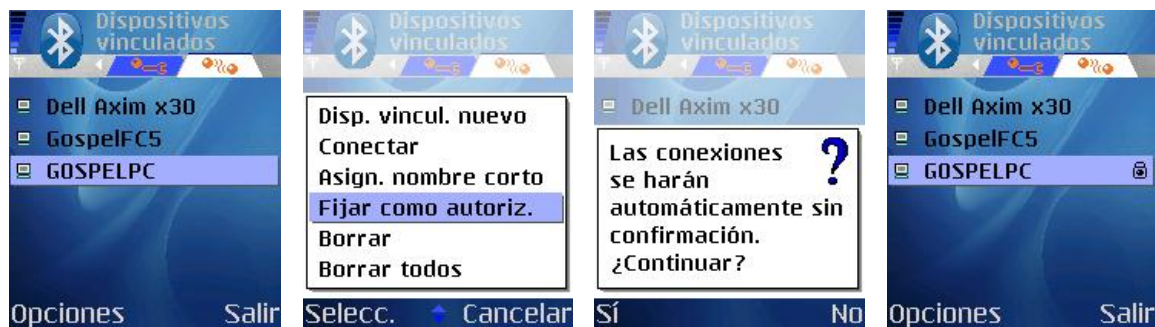 Dispositivos
vinculados
Dell Axim x30
GospelFC5
GOSPELPC
Opciones Salir
Dispositivos
vinculados
Disp. vincul. nuevo
Conectar
Asign. nombre corto
Fijar como autoriz.
Borrar
Borrar todos
Selecc. Cancelar
Dispositivos
vinculados
Dell Axim x30
Las conexiones
se harán
automáticamente sin
confirmación.
¿Continuar?
Sí No
Dispositivos
vinculados
Dell Axim x30
GospelFC5
GOSPELPC
Opciones Salir